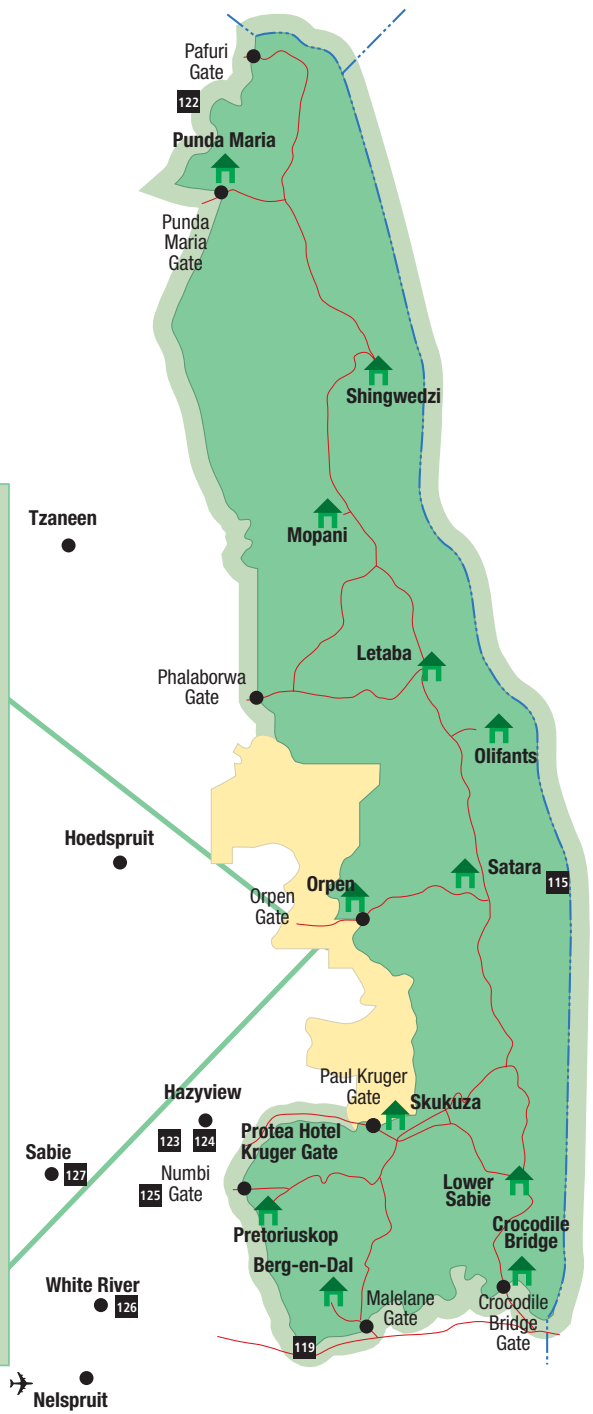 Pafuri
Gate
122
Punda Maria
Punda
Maria
Gate
Shingwedzi
Tzaneen
Mopani
Letaba
Phalaborwa
Gate
Olifants
Hoedspruit
Satara
115
Orpen
Orpen
Gate
Paul Kruger
Gate
Skukuza
Hazyview
123
124
Protea Hotel
Kruger Gate
Sabie
127
Numbi
Gate
125
Lower
Sabie
Pretoriuskop
Crocodile
Bridge
Berg-en-Dal
White River
126
Malelane
Gate
Crocodile
Bridge
Gate
119
Nelspruit